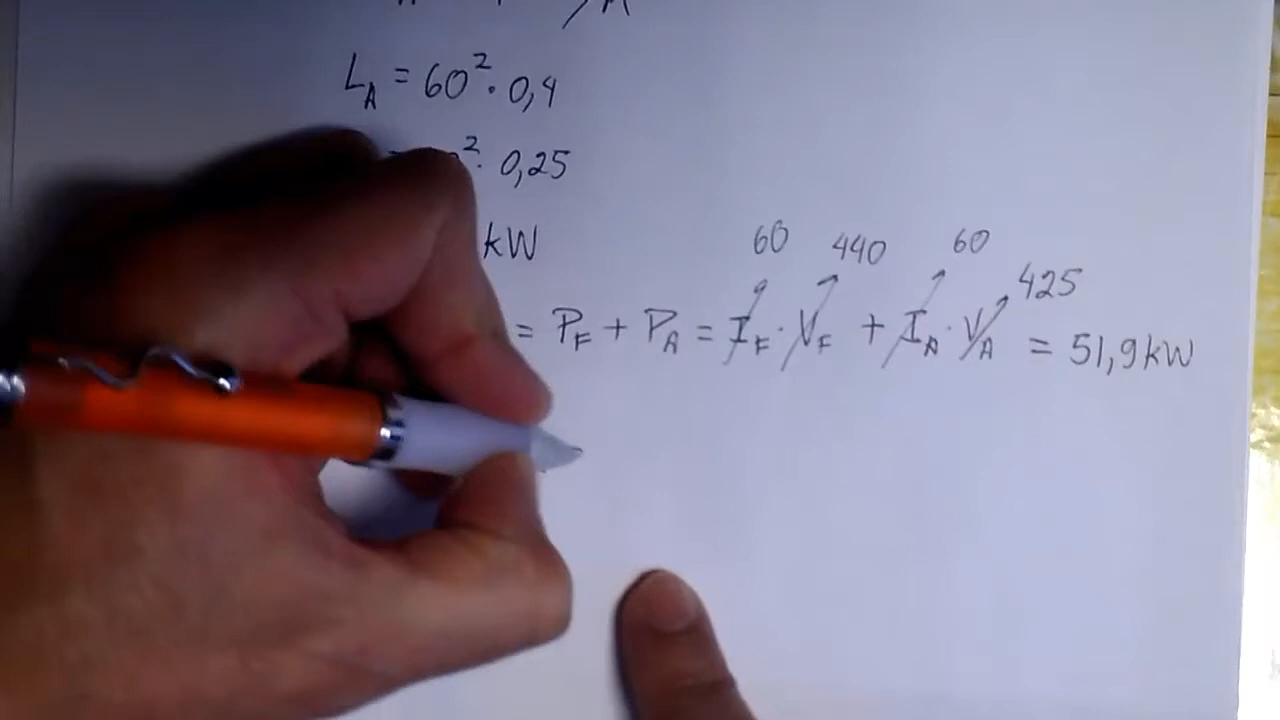 L_A = 60² · 0,4
² · 0,25
kW
60 440 60
425
= P_F + P_A = I_F · V_F + I_A · V_A = 51,9 kW